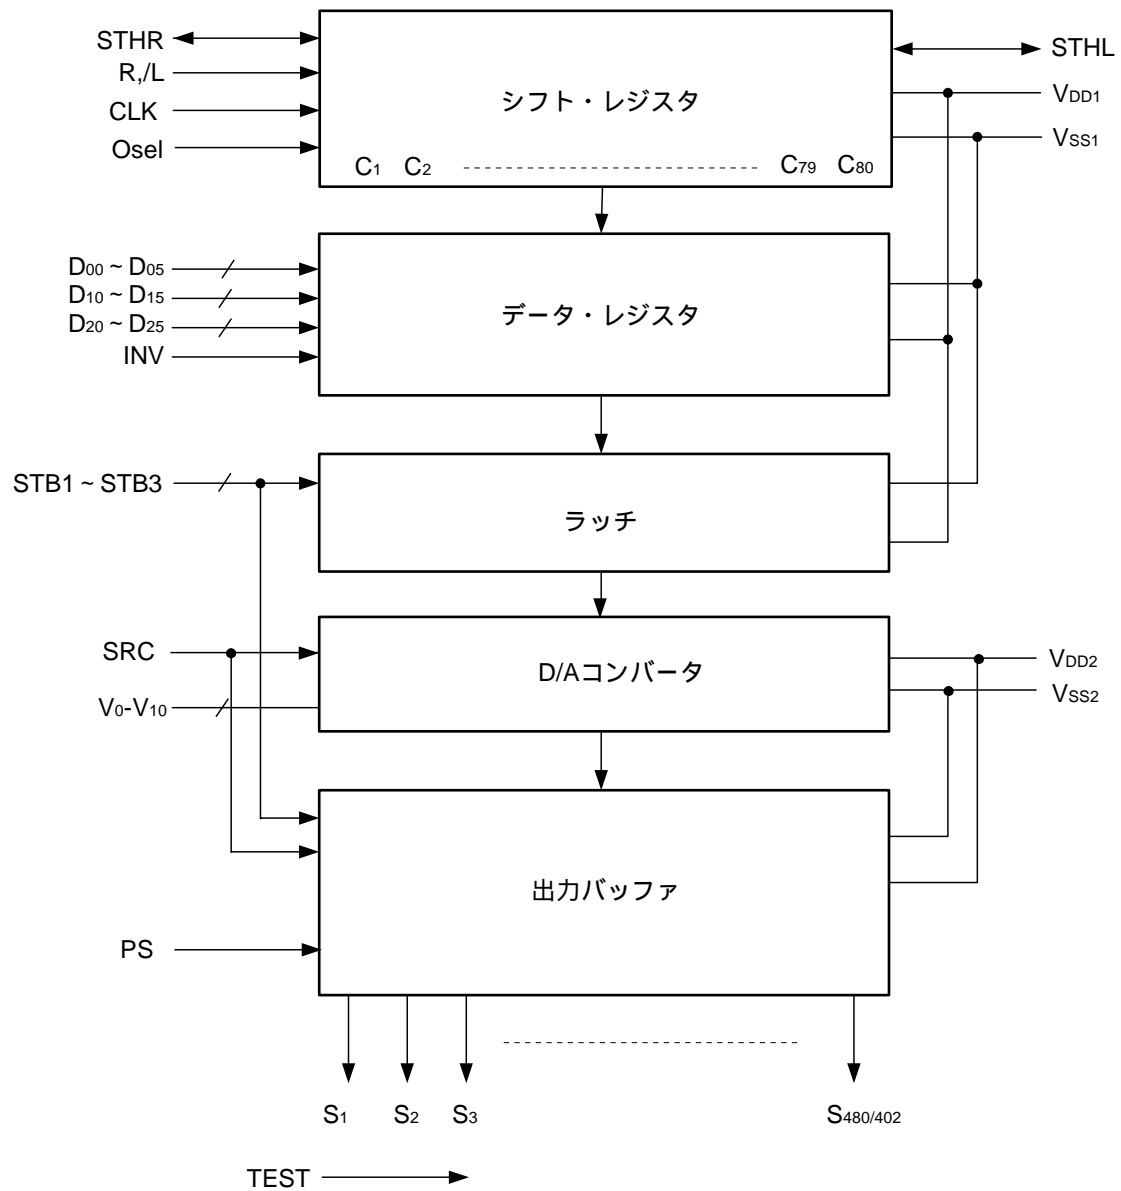 STHR
R,/L
CLK
Osel
シフト・レジスタ
C1 C2 C79 C80
STHL
VDD1
VSS1
D00 ~ D05
D10 ~ D15
D20 ~ D25
INV
データ・レジスタ
STB1 ~ STB3
ラッチ
SRC
V0-V10
D/Aコンバータ
VDD2
VSS2
出力バッファ
PS
S1 S2 S3 S480/402
TEST